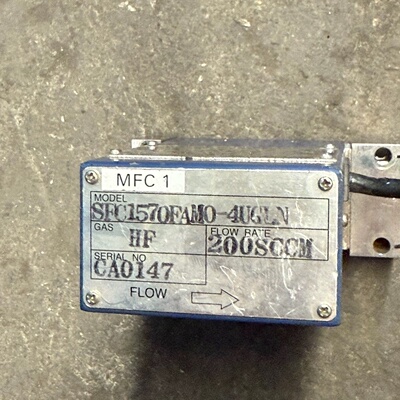 MFC 1
MODEL
SFC1570FAMO-4UGLN
GAS
HF
FLOW RATE
200SCCM
SERIAL NO
CA0147
FLOW